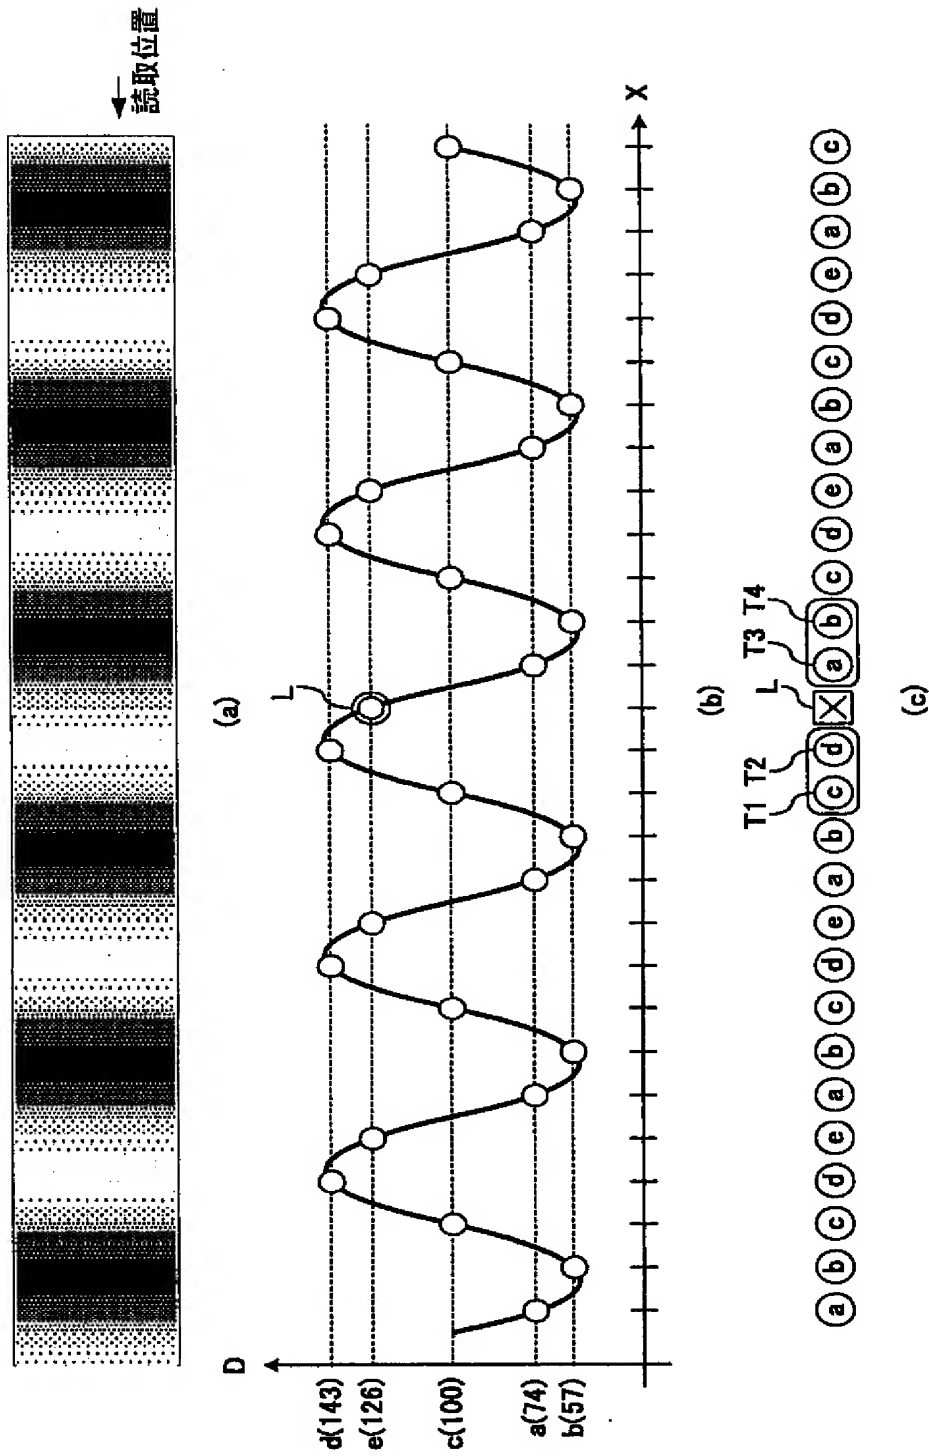 読取位置
(a)
D
d(143)
e(126)
c(100)
a(74)
b(57)
L
X
(b)
T1 T2 L T3 T4
a b c d e a b c d e a b c d X a b c d e a b c d e a b c
(c)